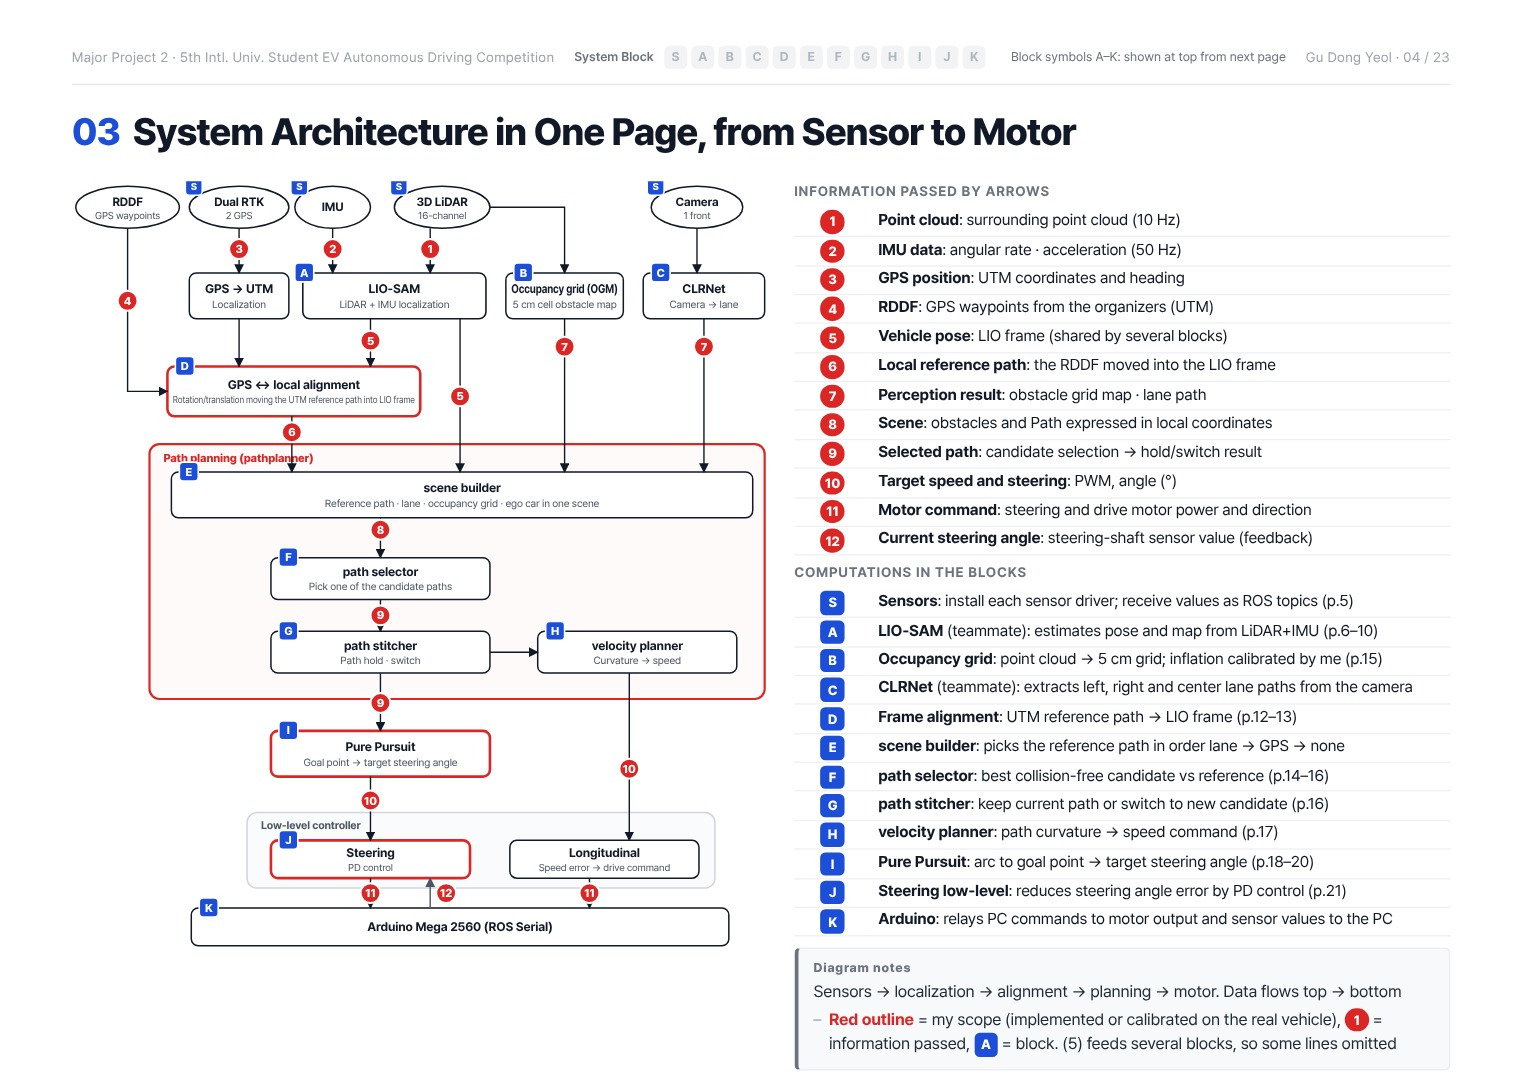 Major Project 2 · 5th Intl. Univ. Student EV Autonomous Driving Competition System Block S A B C D E F G H I J K Block symbols A–K: shown at top from next page Gu Dong Yeol · 04 / 23
03 System Architecture in One Page, from Sensor to Motor
RDDF
GPS waypoints
S
Dual RTK
2 GPS
S
IMU
S
3D LiDAR
16-channel
S
Camera
1 front
3
2
1
4
GPS → UTM
Localization
A
LIO-SAM
LiDAR + IMU localization
B
Occupancy grid (OGM)
5 cm cell obstacle map
C
CLRNet
Camera → lane
5
7
7
D
GPS ↔ local alignment
Rotation/translation moving the UTM reference path into LIO frame
5
6
Path planning (pathplanner)
E
scene builder
Reference path · lane · occupancy grid · ego car in one scene
8
F
path selector
Pick one of the candidate paths
9
G
path stitcher
Path hold · switch
H
velocity planner
Curvature → speed
9
I
Pure Pursuit
Goal point → target steering angle
10
10
Low-level controller
J
Steering
PD control
Longitudinal
Speed error → drive command
11
12
11
K
Arduino Mega 2560 (ROS Serial)
INFORMATION PASSED BY ARROWS
1 Point cloud: surrounding point cloud (10 Hz)
2 IMU data: angular rate · acceleration (50 Hz)
3 GPS position: UTM coordinates and heading
4 RDDF: GPS waypoints from the organizers (UTM)
5 Vehicle pose: LIO frame (shared by several blocks)
6 Local reference path: the RDDF moved into the LIO frame
7 Perception result: obstacle grid map · lane path
8 Scene: obstacles and Path expressed in local coordinates
9 Selected path: candidate selection → hold/switch result
10 Target speed and steering: PWM, angle (°)
11 Motor command: steering and drive motor power and direction
12 Current steering angle: steering-shaft sensor value (feedback)
COMPUTATIONS IN THE BLOCKS
S Sensors: install each sensor driver; receive values as ROS topics (p.5)
A LIO-SAM (teammate): estimates pose and map from LiDAR+IMU (p.6–10)
B Occupancy grid: point cloud → 5 cm grid; inflation calibrated by me (p.15)
C CLRNet (teammate): extracts left, right and center lane paths from the camera
D Frame alignment: UTM reference path → LIO frame (p.12–13)
E scene builder: picks the reference path in order lane → GPS → none
F path selector: best collision-free candidate vs reference (p.14–16)
G path stitcher: keep current path or switch to new candidate (p.16)
H velocity planner: path curvature → speed command (p.17)
I Pure Pursuit: arc to goal point → target steering angle (p.18–20)
J Steering low-level: reduces steering angle error by PD control (p.21)
K Arduino: relays PC commands to motor output and sensor values to the PC
Diagram notes
Sensors → localization → alignment → planning → motor. Data flows top → bottom
– Red outline = my scope (implemented or calibrated on the real vehicle), 1 =
information passed, A = block. (5) feeds several blocks, so some lines omitted